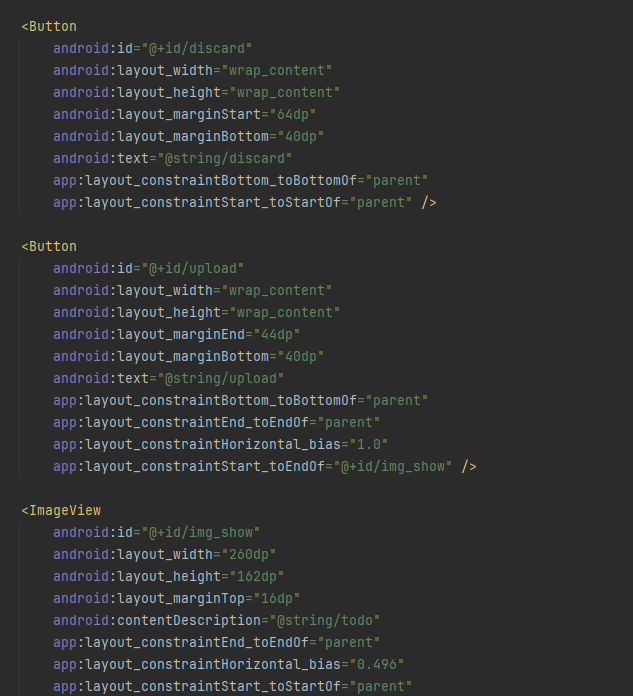 <Button
android:id="@+id/discard"
android:layout_width="wrap_content"
android:layout_height="wrap_content"
android:layout_marginStart="64dp"
android:layout_marginBottom="40dp"
android:text="@string/discard"
app:layout_constraintBottom_toBottomOf="parent"
app:layout_constraintStart_toStartOf="parent" />
<Button
android:id="@+id/upload"
android:layout_width="wrap_content"
android:layout_height="wrap_content"
android:layout_marginEnd="44dp"
android:layout_marginBottom="40dp"
android:text="@string/upload"
app:layout_constraintBottom_toBottomOf="parent"
app:layout_constraintEnd_toEndOf="parent"
app:layout_constraintHorizontal_bias="1.0"
app:layout_constraintStart_toEndOf="@+id/img_show" />
<ImageView
android:id="@+id/img_show"
android:layout_width="260dp"
android:layout_height="162dp"
android:layout_marginTop="16dp"
android:contentDescription="@string/todo"
app:layout_constraintEnd_toEndOf="parent"
app:layout_constraintHorizontal_bias="0.496"
app:layout_constraintStart_toStartOf="parent"